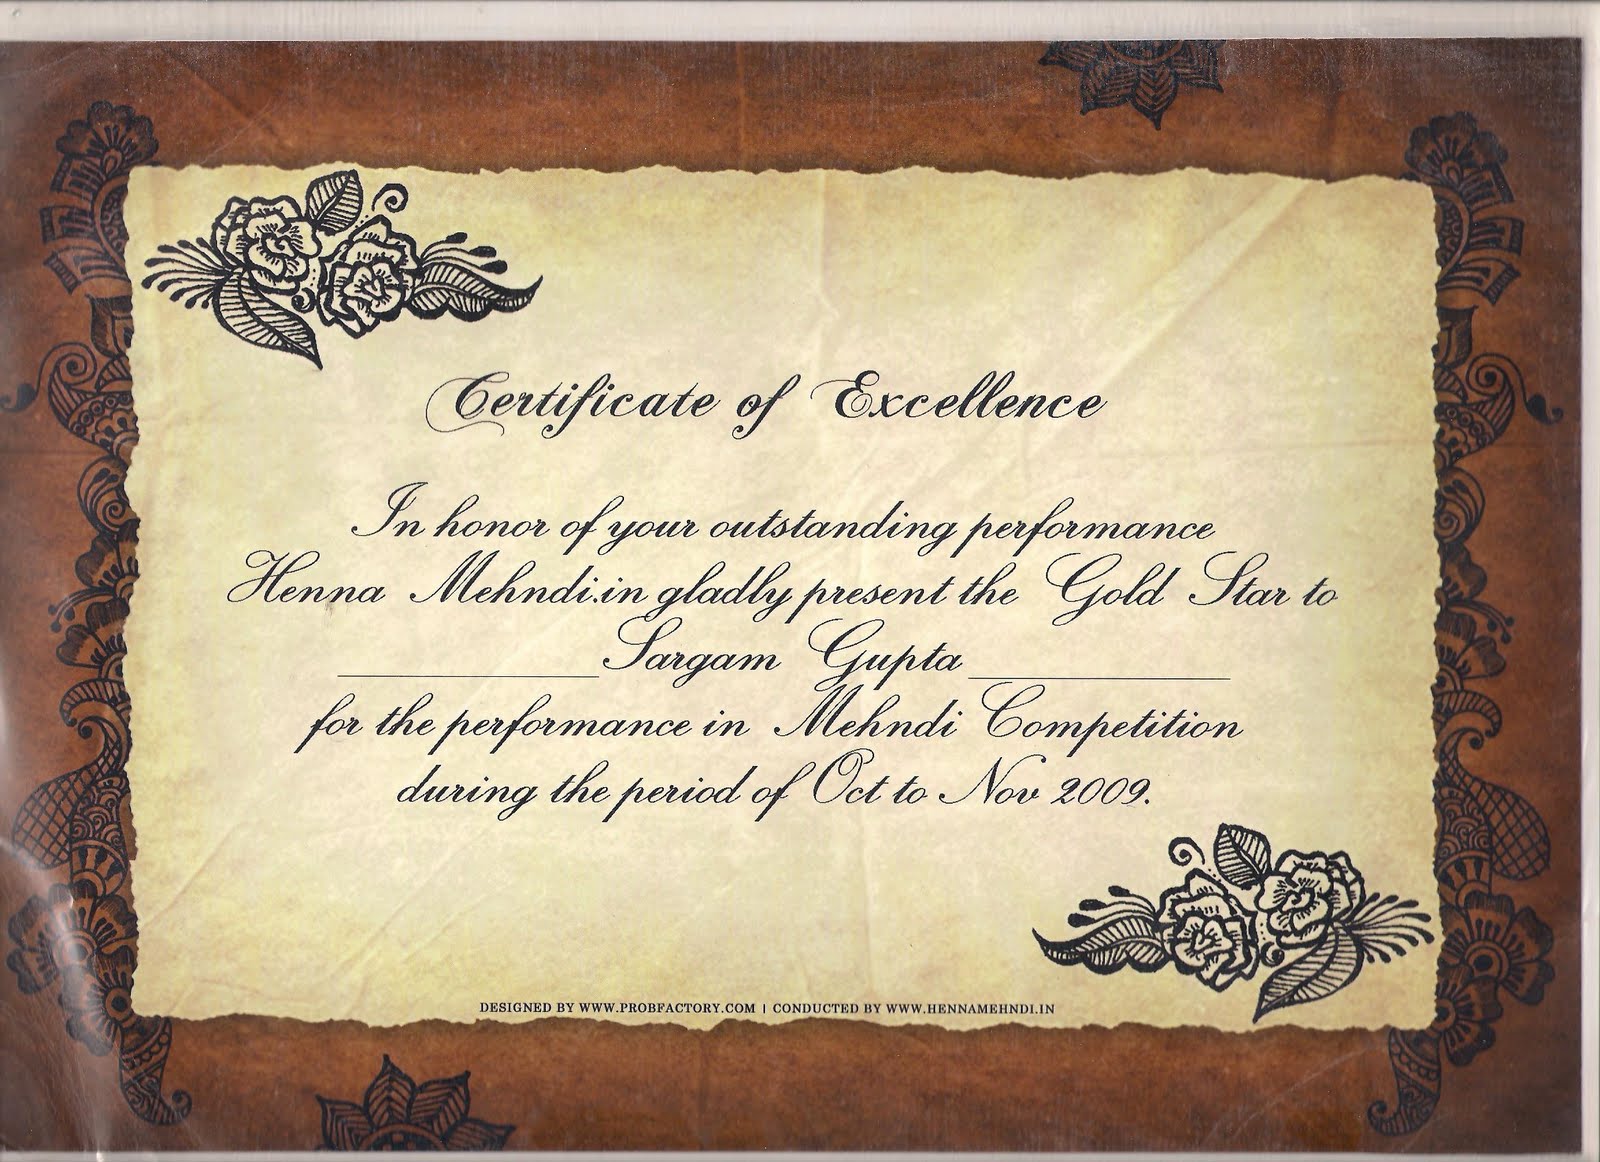 Certificate of Excellence
In honor of your outstanding performance
Henna Mehndi.in gladly present the Gold Star to
Sargam Gupta
for the performance in Mehndi Competition
during the period of Oct to Nov 2009.
DESIGNED BY WWW.PROBFACTORY.COM | CONDUCTED BY WWW.HENNAMEHNDI.IN